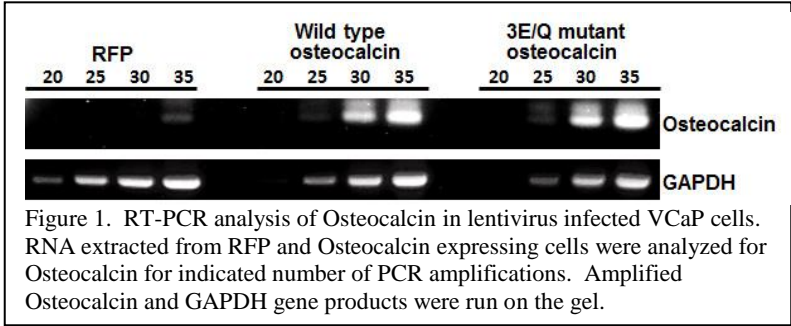 RFP
Wild type
osteocalcin
3E/Q mutant
osteocalcin
20 25 30 35 20 25 30 35 20 25 30 35
Osteocalcin
GAPDH
Figure 1. RT-PCR analysis of Osteocalcin in lentivirus infected VCaP cells.
RNA extracted from RFP and Osteocalcin expressing cells were analyzed for
Osteocalcin for indicated number of PCR amplifications. Amplified
Osteocalcin and GAPDH gene products were run on the gel.